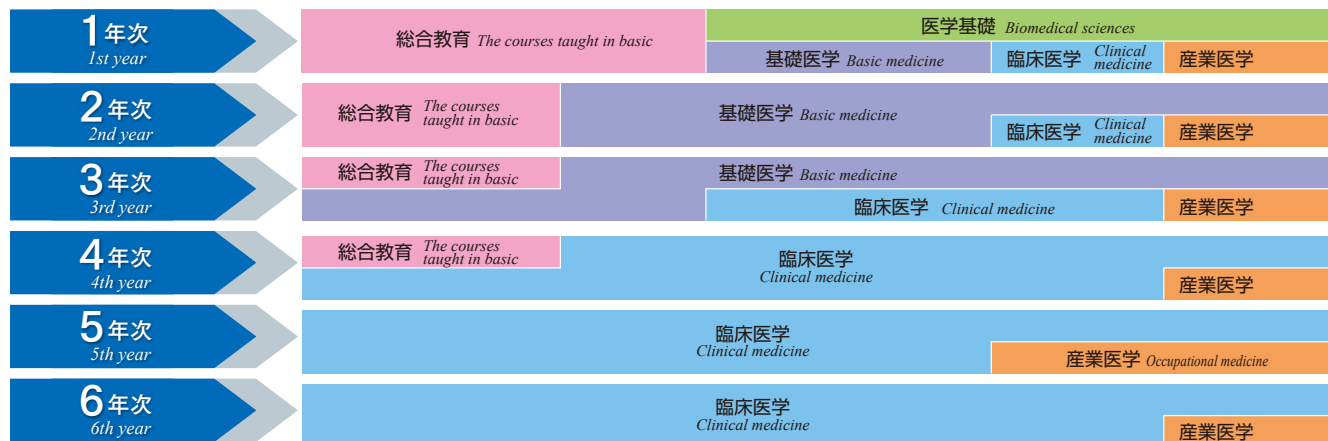 1年次
1st year
総合教育 The courses taught in basic
医学基礎 Biomedical sciences
基礎医学 Basic medicine
臨床医学 Clinical
medicine
産業医学
2年次
2nd year
総合教育 The courses
taught in basic
基礎医学 Basic medicine
臨床医学 Clinical
medicine
産業医学
3年次
3rd year
総合教育 The courses
taught in basic
基礎医学 Basic medicine
臨床医学 Clinical medicine
産業医学
4年次
4th year
総合教育 The courses
taught in basic
臨床医学
Clinical medicine
産業医学
5年次
5th year
臨床医学
Clinical medicine
産業医学 Occupational medicine
6年次
6th year
臨床医学
Clinical medicine
産業医学